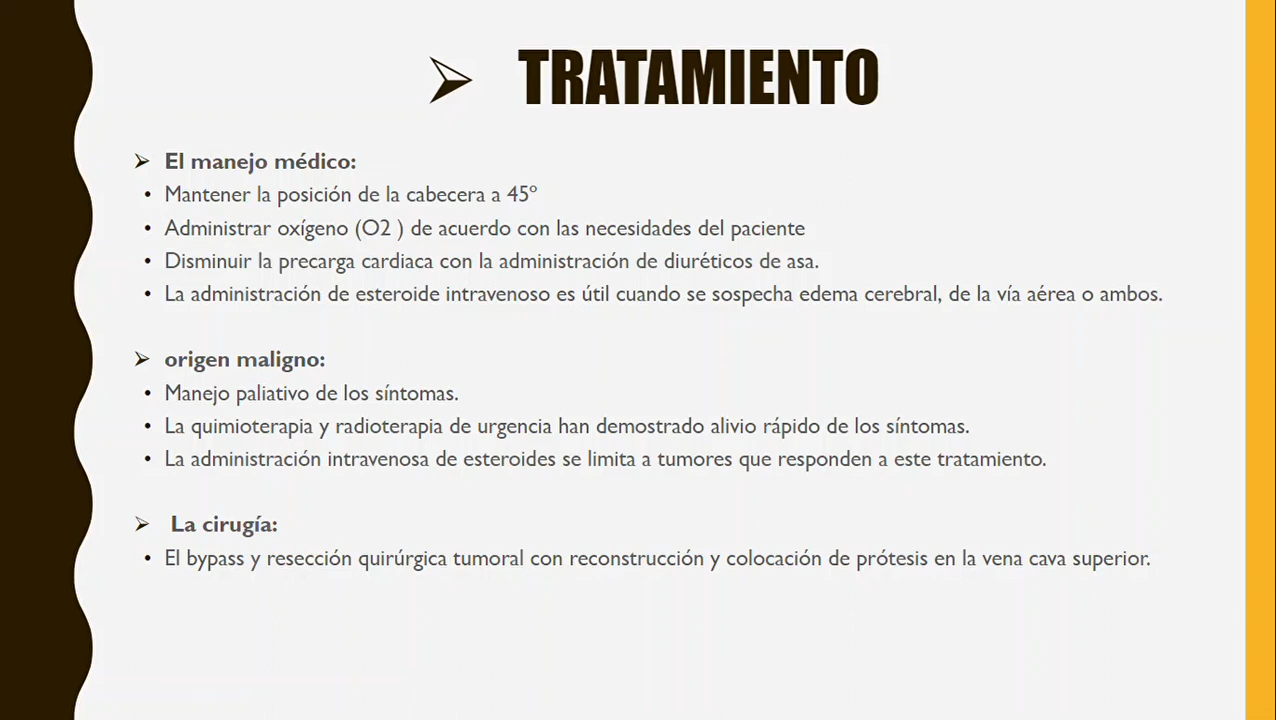 ➢ TRATAMIENTO
➢ El manejo médico:
• Mantener la posición de la cabecera a 45º
• Administrar oxígeno (O2 ) de acuerdo con las necesidades del paciente
• Disminuir la precarga cardiaca con la administración de diuréticos de asa.
• La administración de esteroide intravenoso es útil cuando se sospecha edema cerebral, de la vía aérea o ambos.
➢ origen maligno:
• Manejo paliativo de los síntomas.
• La quimioterapia y radioterapia de urgencia han demostrado alivio rápido de los síntomas.
• La administración intravenosa de esteroides se limita a tumores que responden a este tratamiento.
➢ La cirugía:
• El bypass y resección quirúrgica tumoral con reconstrucción y colocación de prótesis en la vena cava superior.